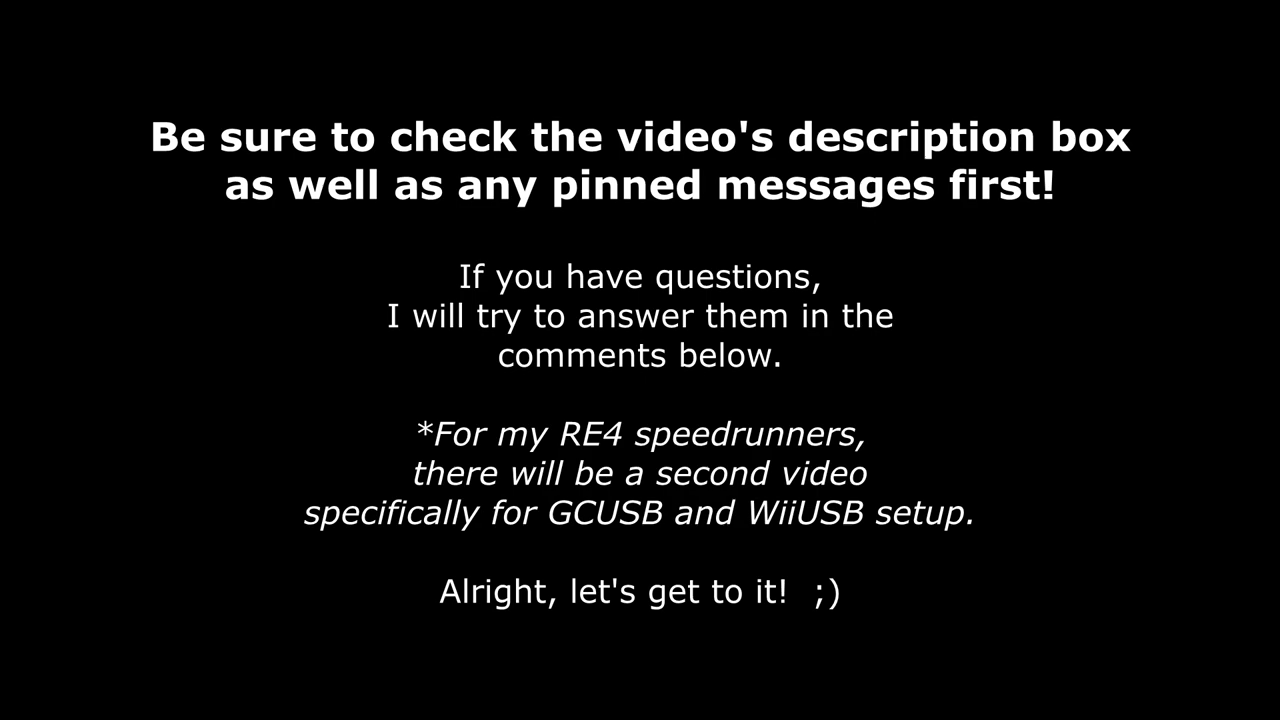 Be sure to check the video's description box
as well as any pinned messages first!
If you have questions,
I will try to answer them in the
comments below.
*For my RE4 speedrunners,
there will be a second video
specifically for GCUSB and WiiUSB setup.
Alright, let's get to it!  ;)